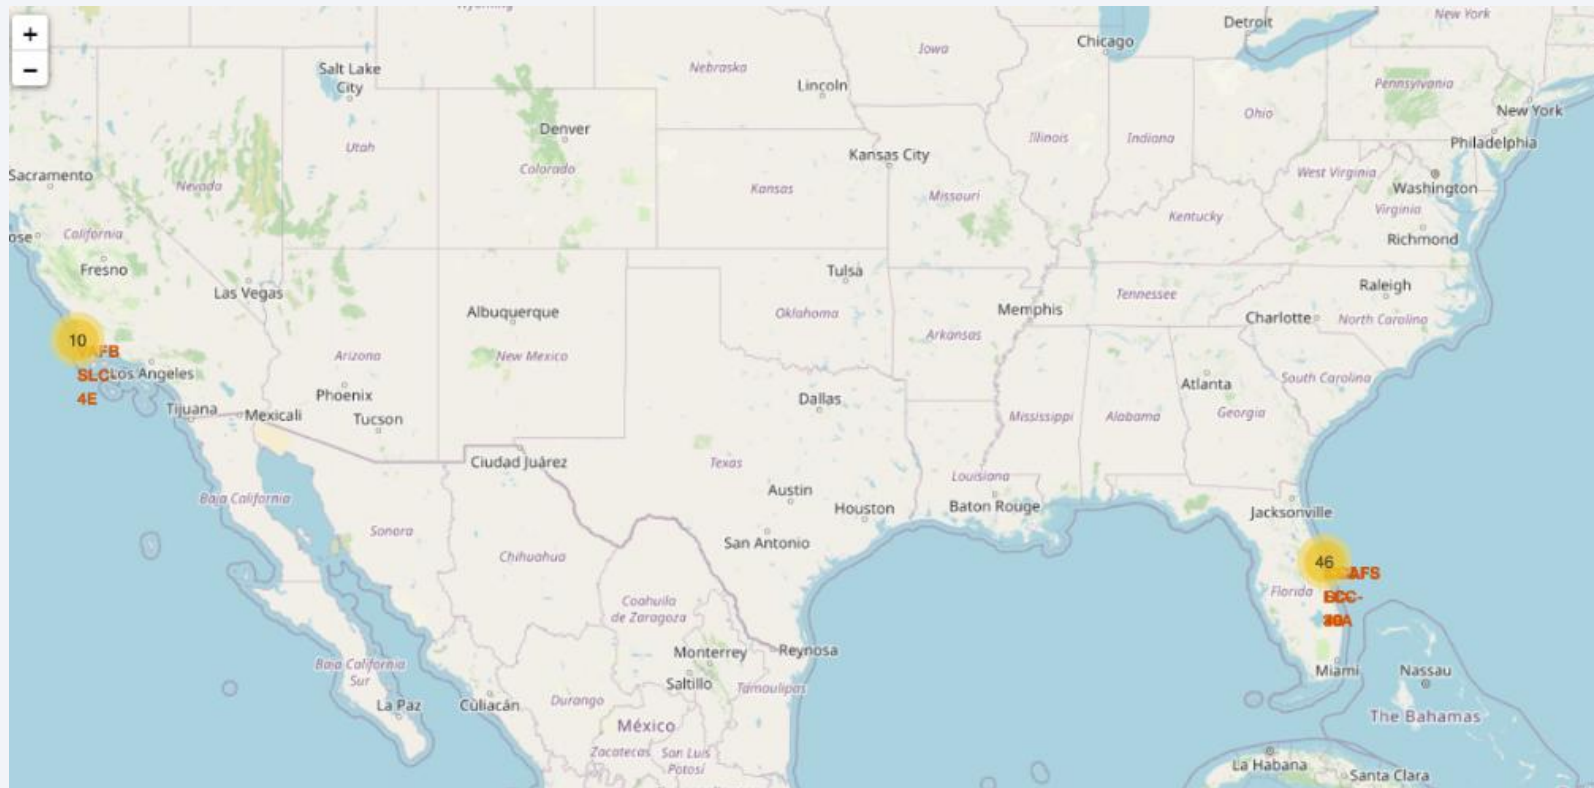 Wyoming
Detroit
New York
+
Chicago
Iowa
Salt Lake
City
Nebraska
Lincoln
Pennsylvania
−
New York
Denver
Ohio
Utah
Illinois
Indiana
Kansas City
Philadelphia
Sacramento
Nevada
Colorado
Kansas
Missouri
West Virginia
Washington
Kentucky
Virginia
ose
California
Richmond
Fresno
Tulsa
Las Vegas
Raleigh
Tennessee
Albuquerque
Oklahoma
Memphis
Charlotte
North Carolina
10
VAFB
SLC-
4E
Arkansas
Arizona
New Mexico
Los Angeles
Phoenix
Dallas
Atlanta
South Carolina
Tijuana
Mexicali
Tucson
Mississippi
Alabama
Georgia
Ciudad Juárez
Texas
Louisiana
Baja California
Austin
Houston
Baton Rouge
Jacksonville
Sonora
Chihuahua
San Antonio
46
Florida
Coahuila
de Zaragoza
Monterrey
Reynosa
Baja California
Sur
Saltillo
Tamaulipas
Miami
Nassau
La Paz
Culiacán
Durango
México
The Bahamas
Zacatecas
San Luis
Potosí
La Habana
Santa Clara